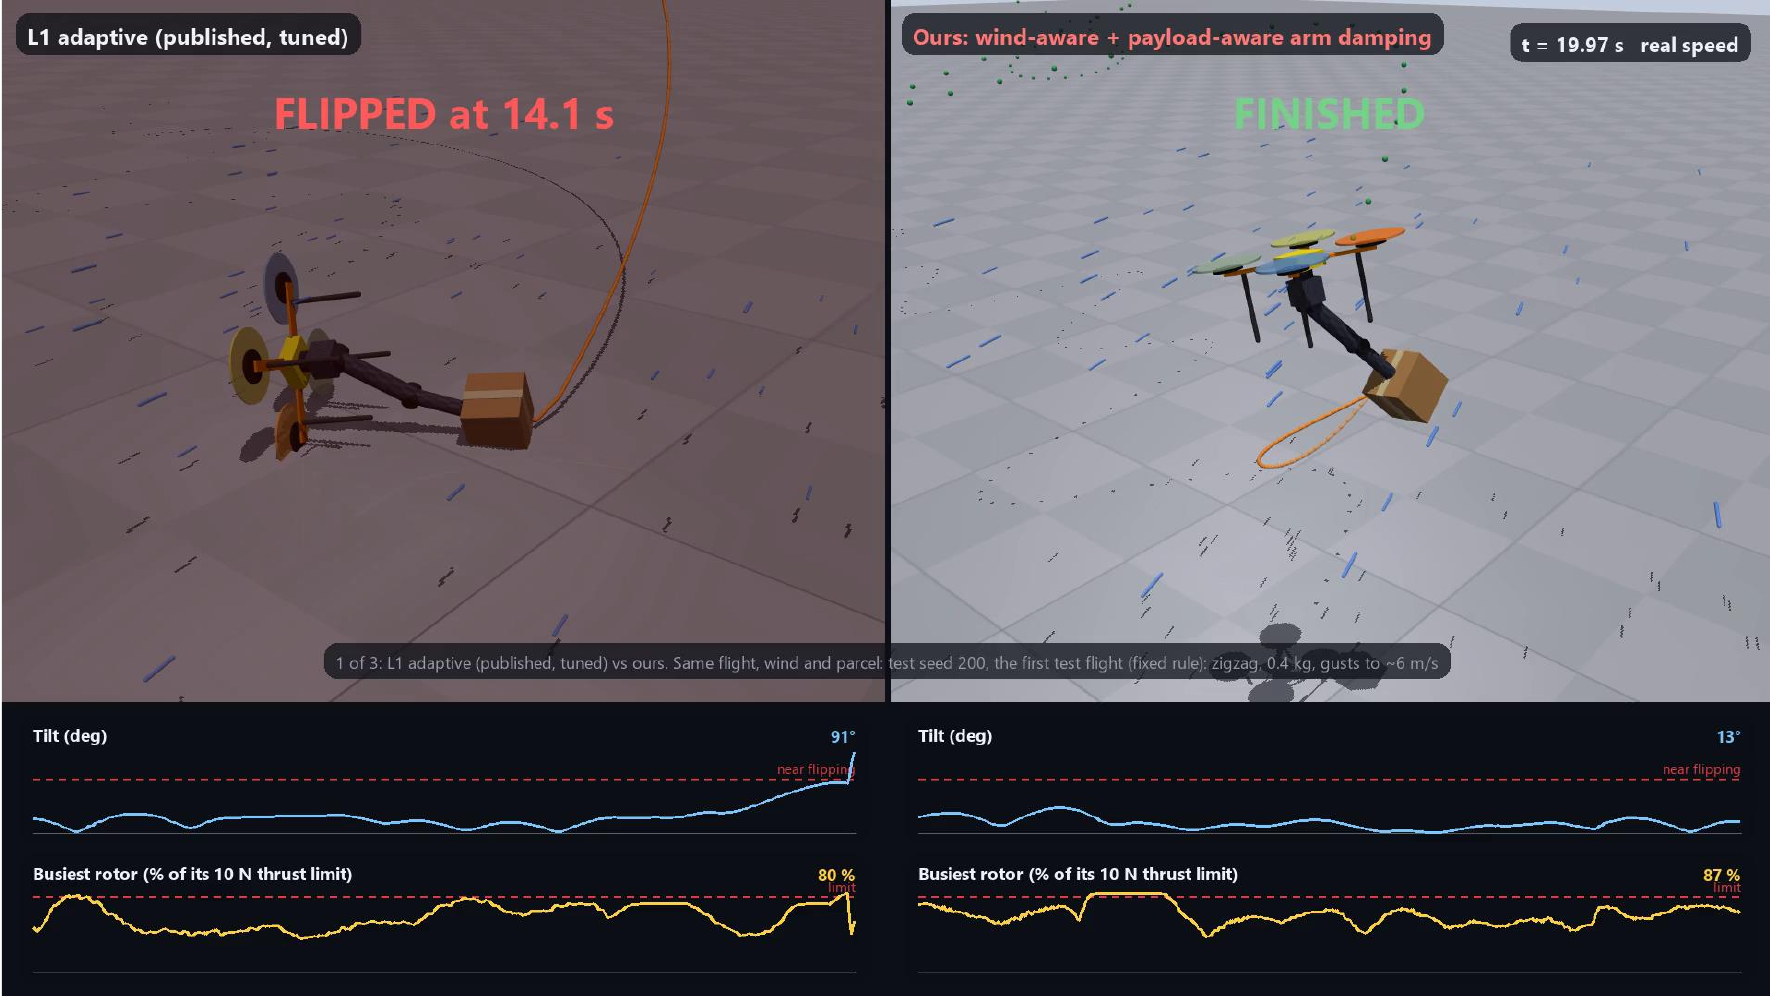 L1 adaptive (published, tuned)
FLIPPED at 14.1 s
Ours: wind-aware + payload-aware arm damping
t = 19.97 s real speed
FINISHED
1 of 3: L1 adaptive (published, tuned) vs ours. Same flight, wind and parcel: test seed 200, the first test flight (fixed rule): zigzag, 0.4 kg, gusts to ~6 m/s
Tilt (deg)
91°
near flipping
Busiest rotor (% of its 10 N thrust limit)
80 %
limit
Tilt (deg)
13°
near flipping
Busiest rotor (% of its 10 N thrust limit)
87 %
limit